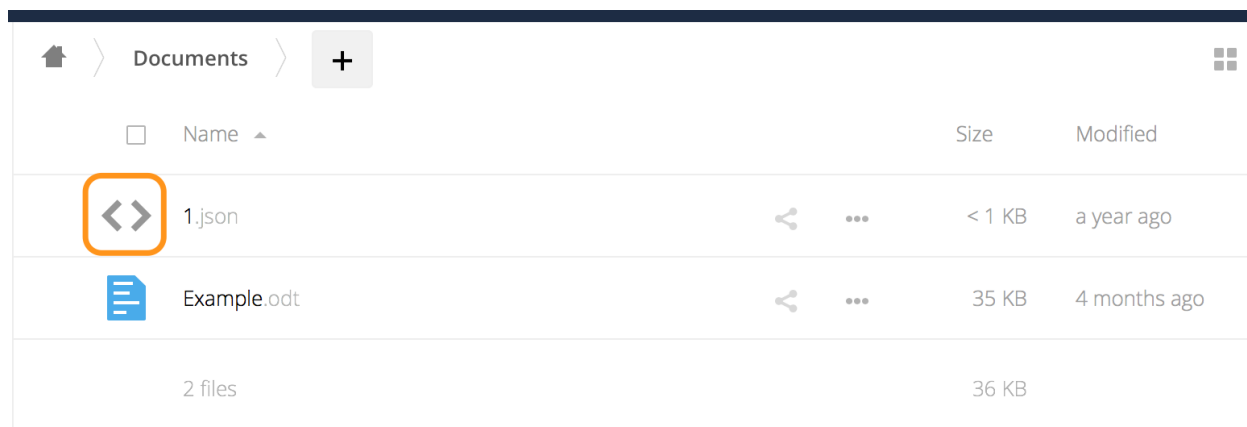 Documents +
Name Size Modified
1.json < 1 KB a year ago
Example.odt 35 KB 4 months ago
2 files 36 KB